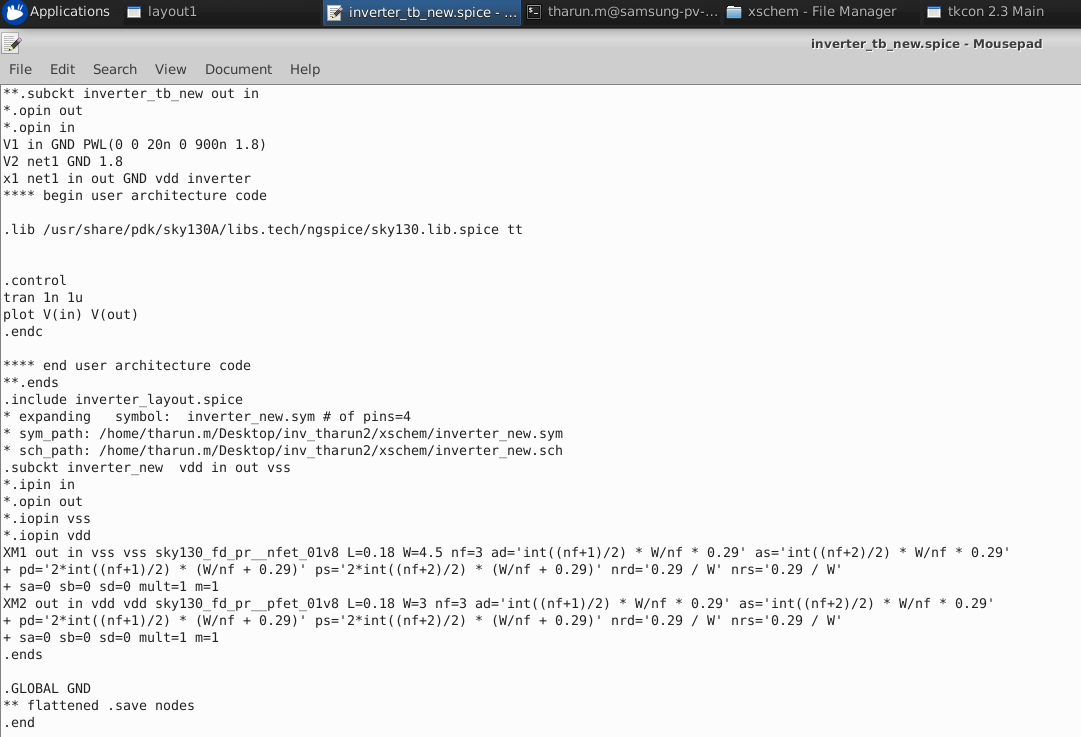 Applications
layout1
inverter_tb_new.spice - ...
tharun.m@samsung-pv-...
xschem - File Manager
tkcon 2.3 Main
inverter_tb_new.spice - Mousepad
File Edit Search View Document Help
**.subckt inverter_tb_new out in
*.opin out
*.opin in
V1 in GND PWL(0 0 20n 0 900n 1.8)
V2 net1 GND 1.8
x1 net1 in out GND vdd inverter
**** begin user architecture code
.lib /usr/share/pdk/sky130A/libs.tech/ngspice/sky130.lib.spice tt
.control
tran 1n 1u
plot V(in) V(out)
.endc
**** end user architecture code
**.ends
.include inverter_layout.spice
* expanding   symbol:  inverter_new.sym # of pins=4
* sym_path: /home/tharun.m/Desktop/inv_tharun2/xschem/inverter_new.sym
* sch_path: /home/tharun.m/Desktop/inv_tharun2/xschem/inverter_new.sch
.subckt inverter_new  vdd in out vss
*.ipin in
*.opin out
*.iopin vss
*.iopin vdd
XM1 out in vss vss sky130_fd_pr__nfet_01v8 L=0.18 W=4.5 nf=3 ad='int((nf+1)/2) * W/nf * 0.29' as='int((nf+2)/2) * W/nf * 0.29'
+ pd='2*int((nf+1)/2) * (W/nf + 0.29)' ps='2*int((nf+2)/2) * (W/nf + 0.29)' nrd='0.29 / W' nrs='0.29 / W'
+ sa=0 sb=0 sd=0 mult=1 m=1
XM2 out in vdd vdd sky130_fd_pr__pfet_01v8 L=0.18 W=3 nf=3 ad='int((nf+1)/2) * W/nf * 0.29' as='int((nf+2)/2) * W/nf * 0.29'
+ pd='2*int((nf+1)/2) * (W/nf + 0.29)' ps='2*int((nf+2)/2) * (W/nf + 0.29)' nrd='0.29 / W' nrs='0.29 / W'
+ sa=0 sb=0 sd=0 mult=1 m=1
.ends
.GLOBAL GND
** flattened .save nodes
.end